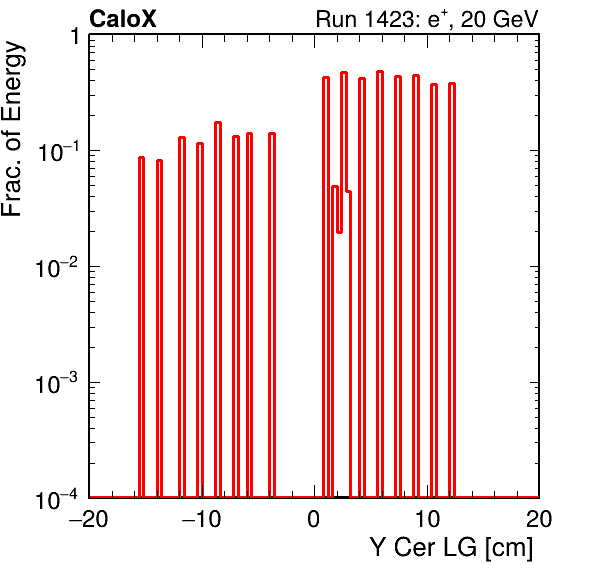 CaloX Run 1423: e⁺, 20 GeV
Frac. of Energy
1
10⁻¹
10⁻²
10⁻³
10⁻⁴
−20 −10 0 10 20
Y Cer LG [cm]